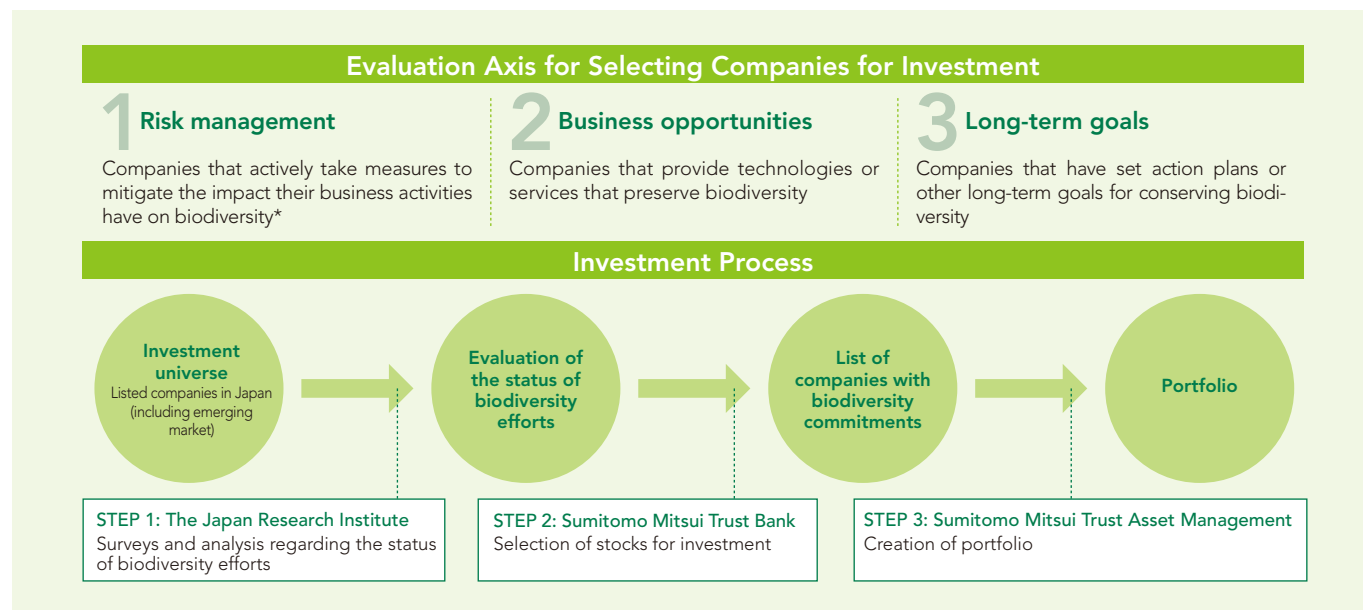 Evaluation Axis for Selecting Companies for Investment
1 Risk management
Companies that actively take measures to
mitigate the impact their business activities
have on biodiversity*
2 Business opportunities
Companies that provide technologies or
services that preserve biodiversity
3 Long-term goals
Companies that have set action plans or
other long-term goals for conserving biodi-
versity
Investment Process
Investment
universe
Listed companies in Japan
(including emerging
market)
Evaluation of
the status of
biodiversity
efforts
List of
companies with
biodiversity
commitments
Portfolio
STEP 1: The Japan Research Institute
Surveys and analysis regarding the status
of biodiversity efforts
STEP 2: Sumitomo Mitsui Trust Bank
Selection of stocks for investment
STEP 3: Sumitomo Mitsui Trust Asset Management
Creation of portfolio